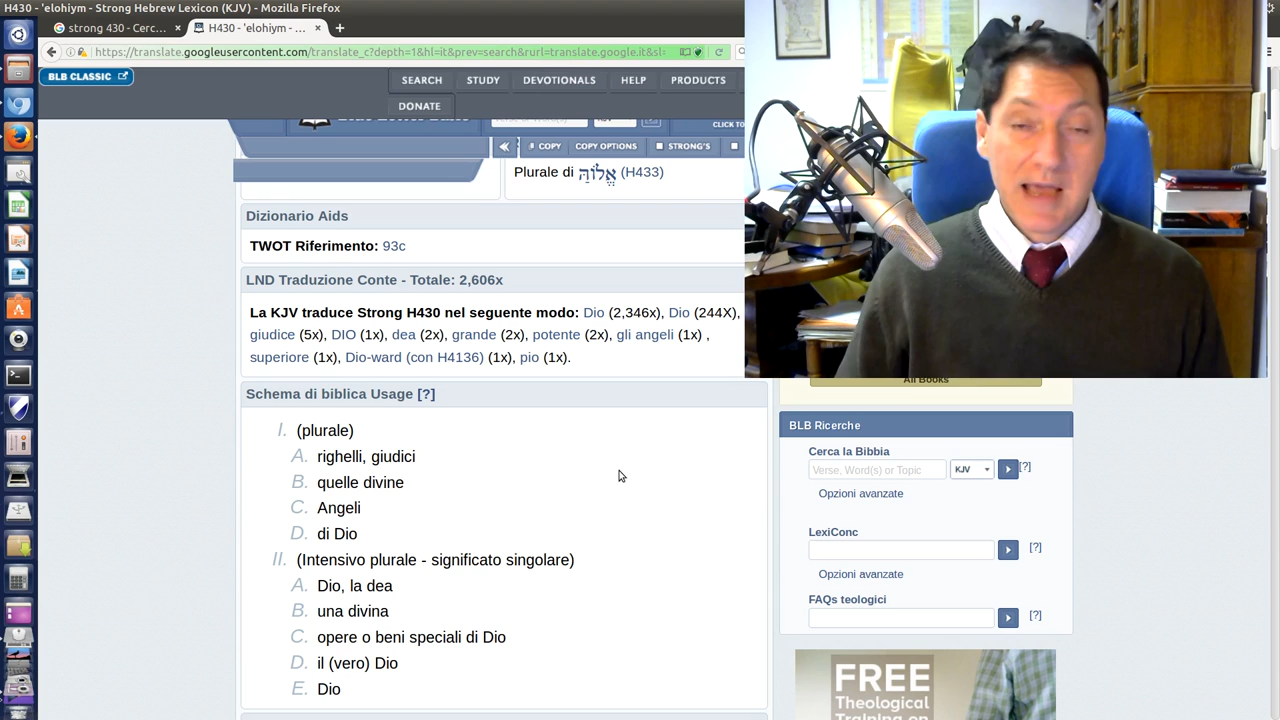 H430 - 'elohiym - Strong Hebrew Lexicon (KJV) - Mozilla Firefox
strong 430 - Cerc... ×
H430 - 'elohiym - ... ×
https://translate.googleusercontent.com/translate_c?depth=1&hl=it&prev=search&rurl=translate.google.it&sl=
BLB CLASSIC
SEARCH STUDY DEVOTIONALS HELP PRODUCTS
DONATE
CLICK TO
COPY COPY OPTIONS STRONG'S
Plurale di אֱלוֹהַּ (H433)
Dizionario Aids
TWOT Riferimento: 93c
LND Traduzione Conte - Totale: 2,606x
La KJV traduce Strong H430 nel seguente modo: Dio (2,346x), Dio (244X),
giudice (5x), DIO (1x), dea (2x), grande (2x), potente (2x), gli angeli (1x) ,
superiore (1x), Dio-ward (con H4136) (1x), pio (1x).
Schema di biblica Usage [?]
I. (plurale)
A. righelli, giudici
B. quelle divine
C. Angeli
D. di Dio
II. (Intensivo plurale - significato singolare)
A. Dio, la dea
B. una divina
C. opere o beni speciali di Dio
D. il (vero) Dio
E. Dio
All Books
BLB Ricerche
Cerca la Bibbia
Verse, Word(s) or Topic KJV [?]
Opzioni avanzate
LexiConc
[?]
Opzioni avanzate
FAQs teologici
[?]
FREE
Theological
Training on